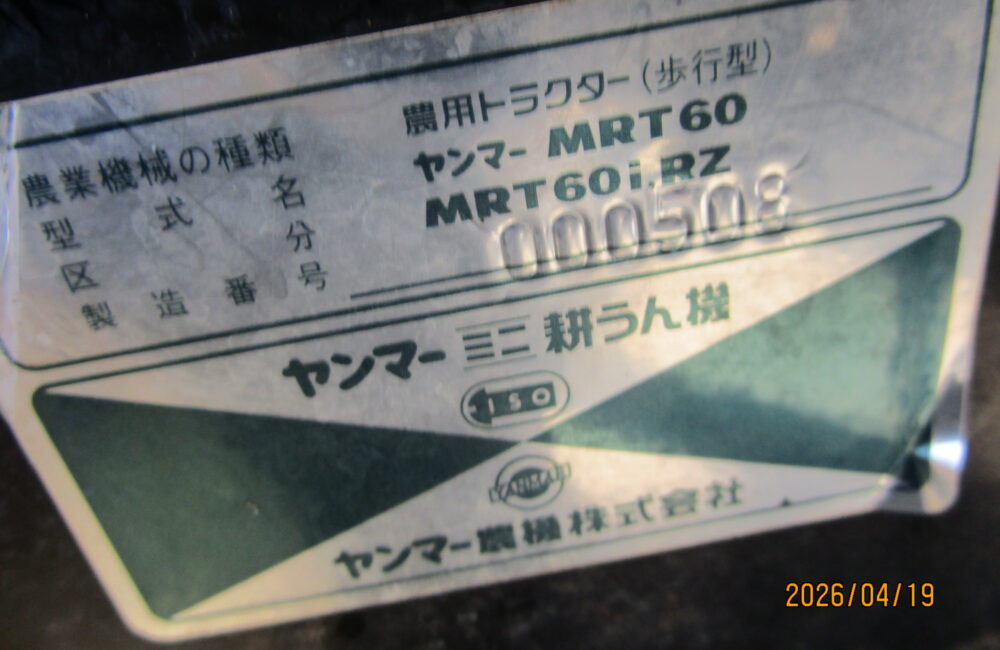 農業機械の種類 農用トラクター(歩行型)
型式名 ヤンマー MRT60
区分 MRT60i.RZ
製造番号 000508
ヤンマーミニ耕うん機
ISO
YANMAR
ヤンマー農機株式会社
2026/04/19